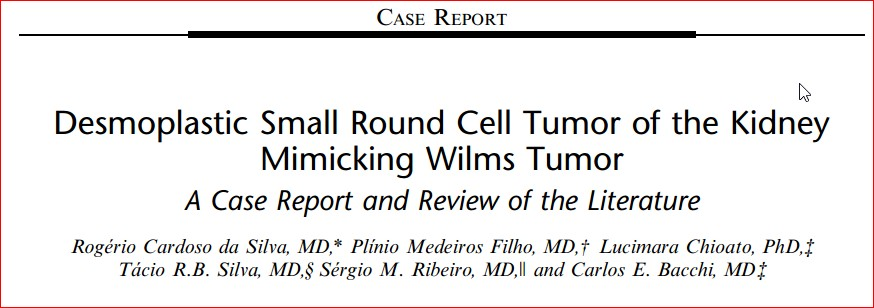 CASE REPORT
Desmoplastic Small Round Cell Tumor of the Kidney
Mimicking Wilms Tumor
A Case Report and Review of the Literature
Rogério Cardoso da Silva, MD,* Plínio Medeiros Filho, MD,† Lucimara Chioato, PhD,‡
Tácio R.B. Silva, MD,§ Sérgio M. Ribeiro, MD,‖ and Carlos E. Bacchi, MD‡